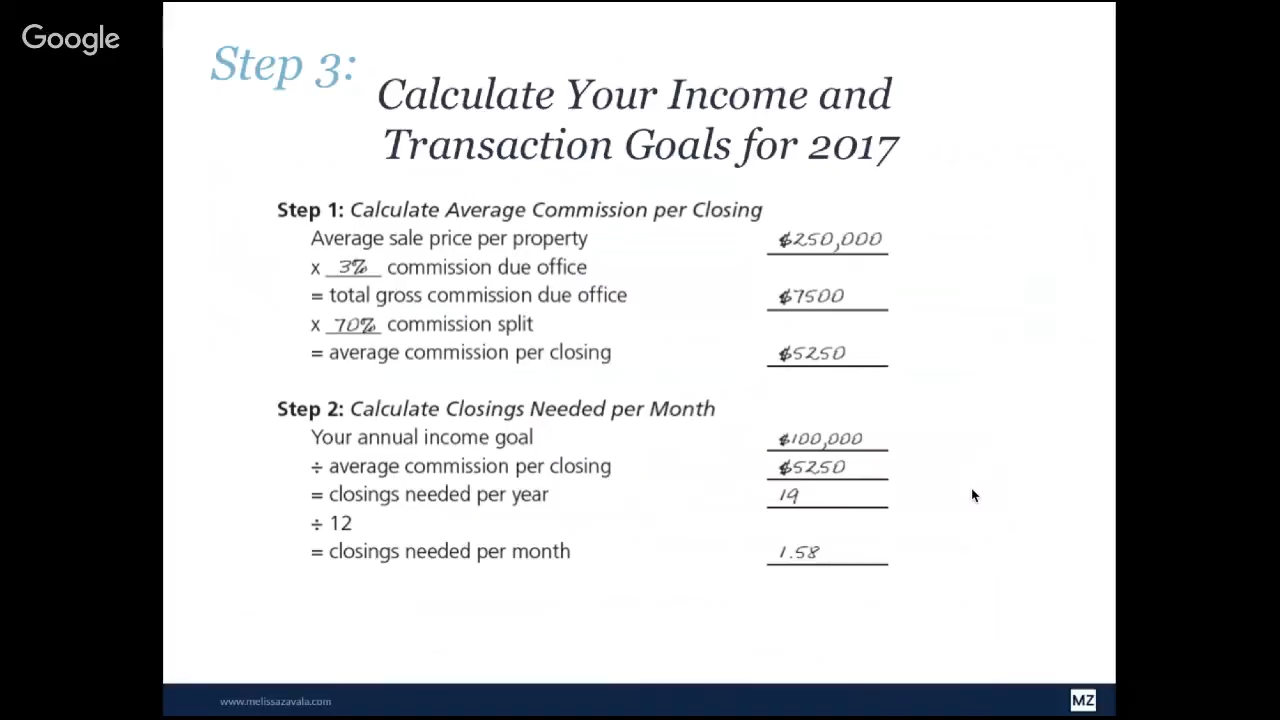 Google
Step 3:
Calculate Your Income and
Transaction Goals for 2017
Step 1: Calculate Average Commission per Closing
Average sale price per property $250,000
x 3% commission due office
= total gross commission due office $7500
x 70% commission split
= average commission per closing $5250
Step 2: Calculate Closings Needed per Month
Your annual income goal $100,000
÷ average commission per closing $5250
= closings needed per year 19
÷ 12
= closings needed per month 1.58
www.melissazavala.com MZ